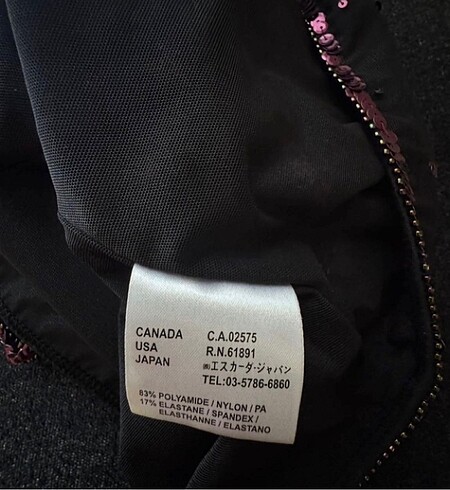 CANADA C.A.02575
USA R.N.61891
JAPAN ㈱エスカーダ・ジャパン
TEL:03-5786-6860
83% POLYAMIDE / NYLON / PA
17% ELASTANE / SPANDEX /
ELASTHANNE / ELASTANO